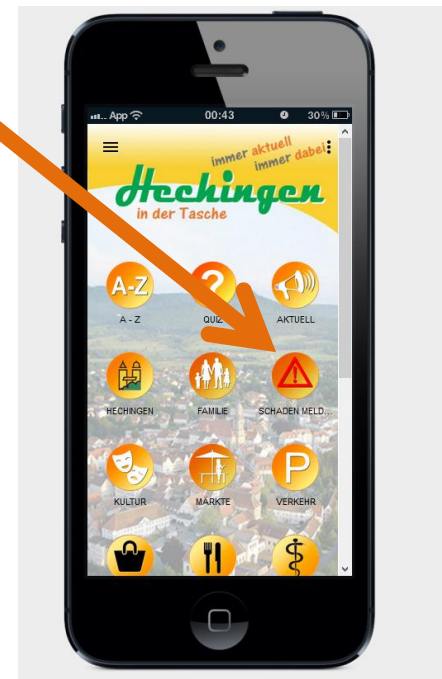 App 00:43 30%
immer aktuell
immer dabei
Hechingen
in der Tasche
A-Z ?
A - Z QUIZ AKTUELL
HECHINGEN FAMILIE SCHADEN MELD...
P
KULTUR MÄRKTE VERKEHR